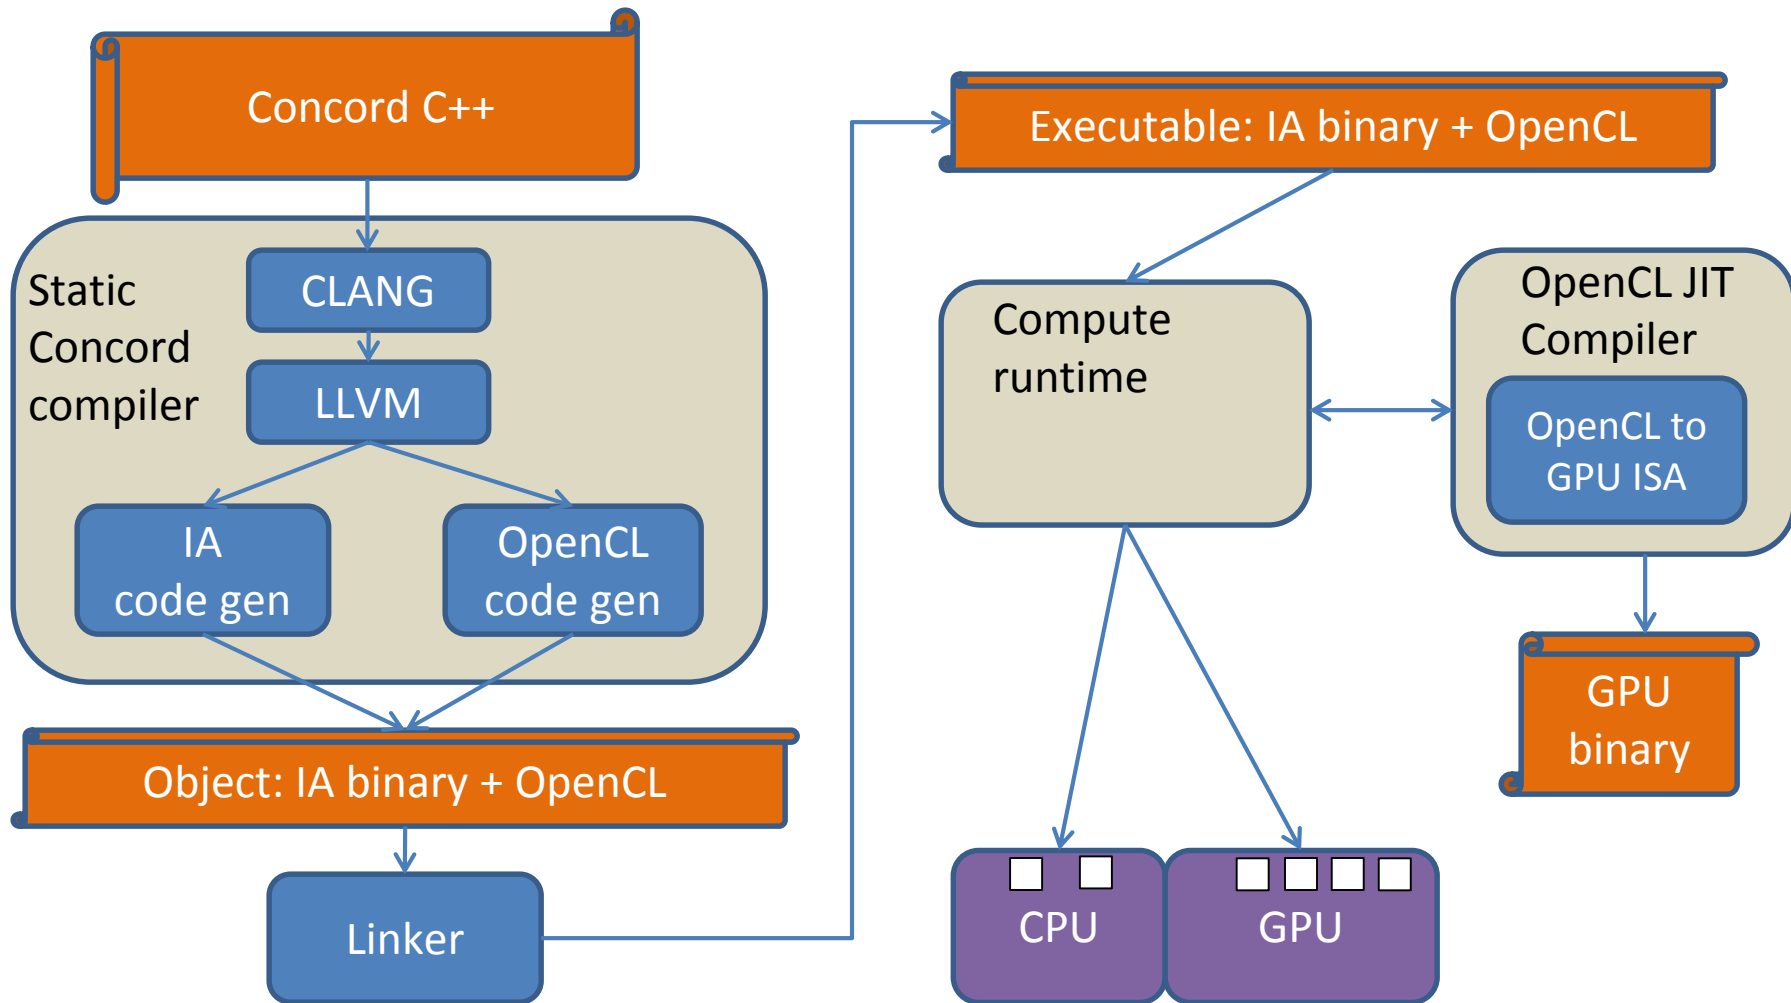 Concord C++
Static
Concord
compiler
CLANG
LLVM
IA
code gen
OpenCL
code gen
Object: IA binary + OpenCL
Linker
Executable: IA binary + OpenCL
Compute
runtime
OpenCL JIT
Compiler
OpenCL to
GPU ISA
GPU
binary
CPU
GPU